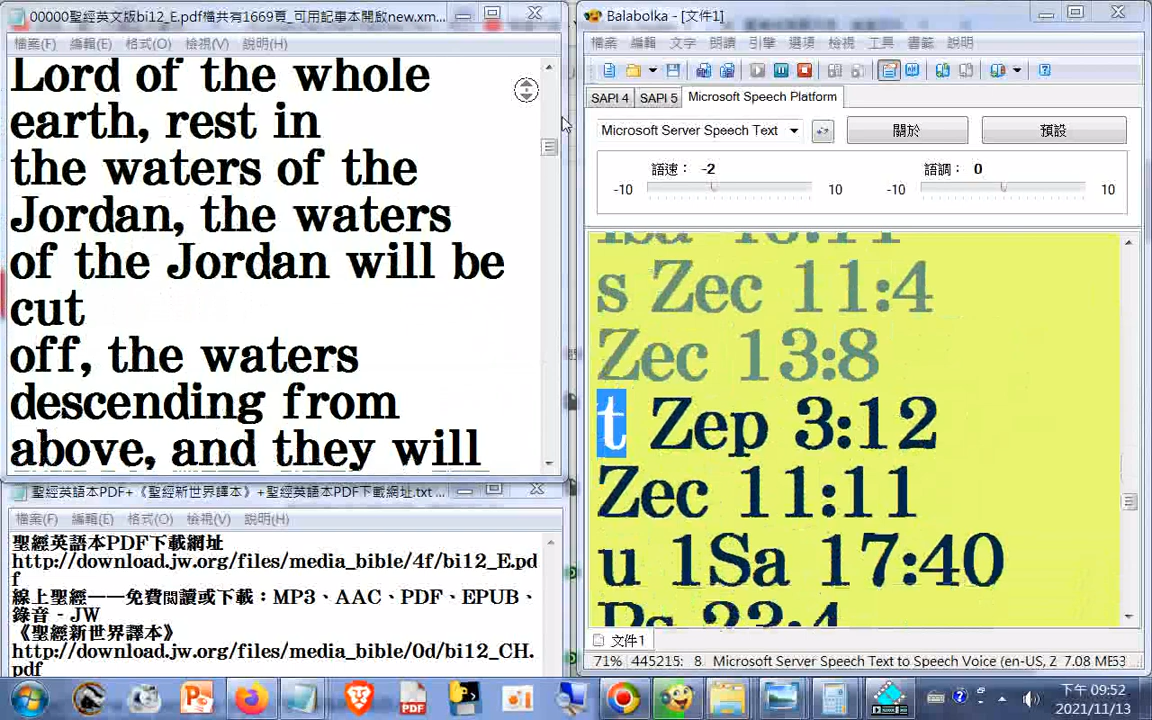 00000聖經英文版bi12_E.pdf檔共有1669頁_可用記事本開啟new.xm...
檔案(F) 編輯(E) 格式(O) 檢視(V) 說明(H)
Lord of the whole
earth, rest in
the waters of the
Jordan, the waters
of the Jordan will be
cut
off, the waters
descending from
above, and they will
聖經英語本PDF+《聖經新世界譯本》+聖經英語本PDF下載網址.txt ...
檔案(F) 編輯(E) 格式(O) 檢視(V) 說明(H)
聖經英語本PDF下載網址
http://download.jw.org/files/media_bible/4f/bi12_E.pd
f
線上聖經——免費閱讀或下載：MP3、AAC、PDF、EPUB、
錄音 - JW
《聖經新世界譯本》
http://download.jw.org/files/media_bible/0d/bi12_CH.
pdf
Balabolka - [文件1]
檔案 編輯 文字 朗讀 引擎 選項 檢視 工具 書籤 說明
SAPI 4 SAPI 5 Microsoft Speech Platform
Microsoft Server Speech Text 關於 預設
語速： -2 語調： 0
-10 10 -10 10
s Zec 11:4
Zec 13:8
t Zep 3:12
Zec 11:11
u 1Sa 17:40
Ps 23:4
文件1
71% 445215: 8 Microsoft Server Speech Text to Speech Voice (en-US, Z 7.08 ME53
下午 09:52
2021/11/13